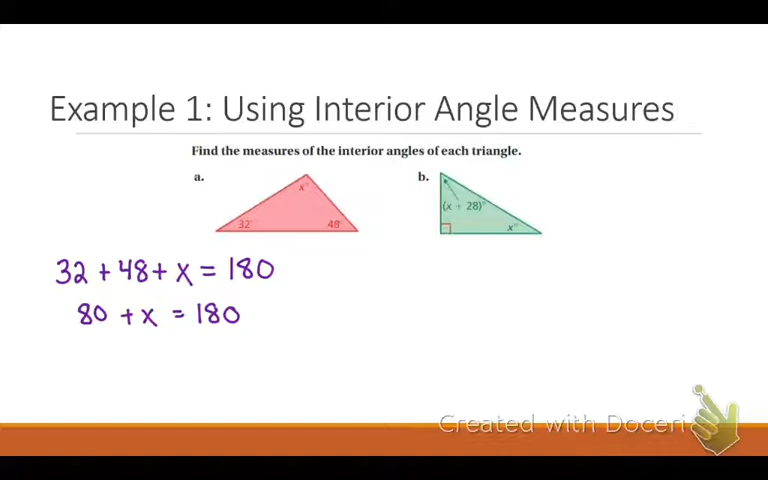 Example 1: Using Interior Angle Measures
Find the measures of the interior angles of each triangle.
a.
x°
32°
48°
b.
(x + 28)°
x°
32 + 48 + x = 180
80 + x = 180
Created with Doceri